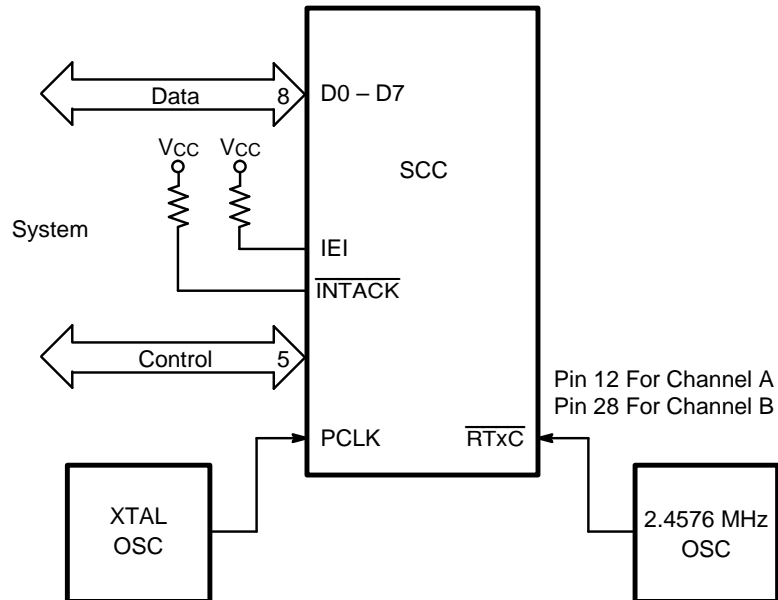 Data 8
D0 – D7
VCC VCC
SCC
System
IEI
INTACK
Control 5
Pin 12 For Channel A
Pin 28 For Channel B
PCLK
RTxC
XTAL
OSC
2.4576 MHz
OSC